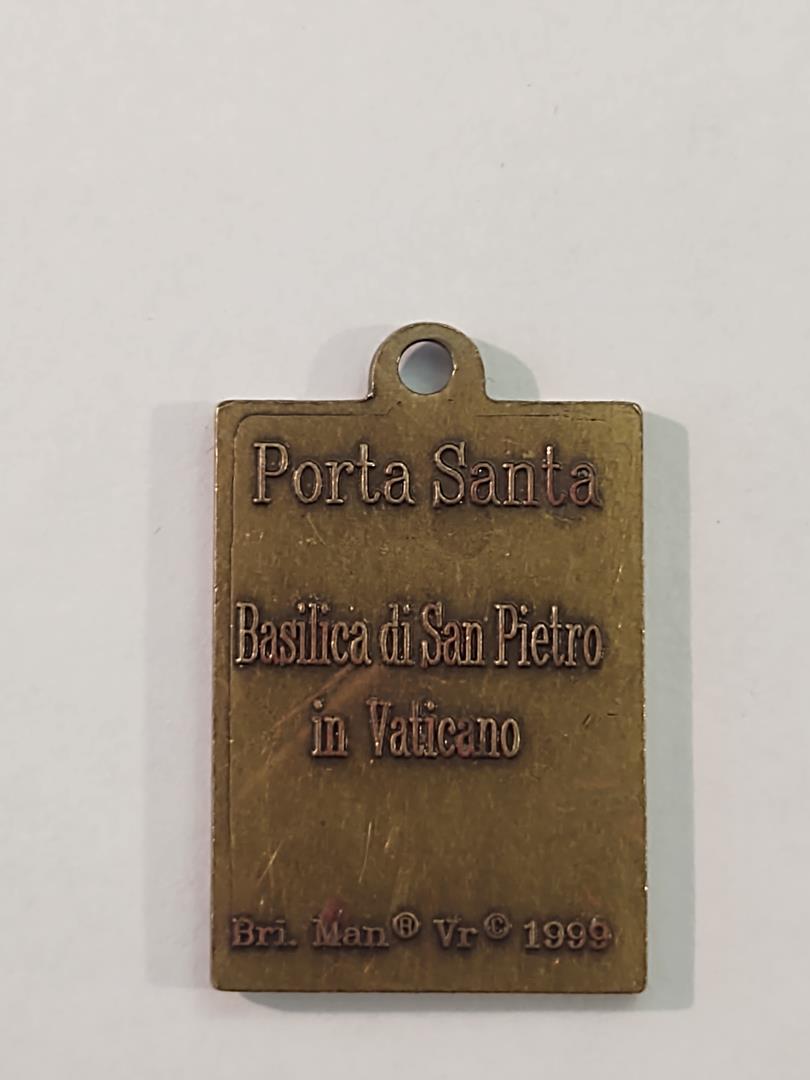 Porta Santa
Basilica di San Pietro
in Vaticano
Bri. Man® Vr© 1999